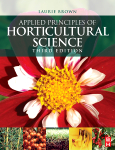 LAURIE BROWN
APPLIED PRINCIPLES OF
HORTICULTURAL
SCIENCE
THIRD EDITION